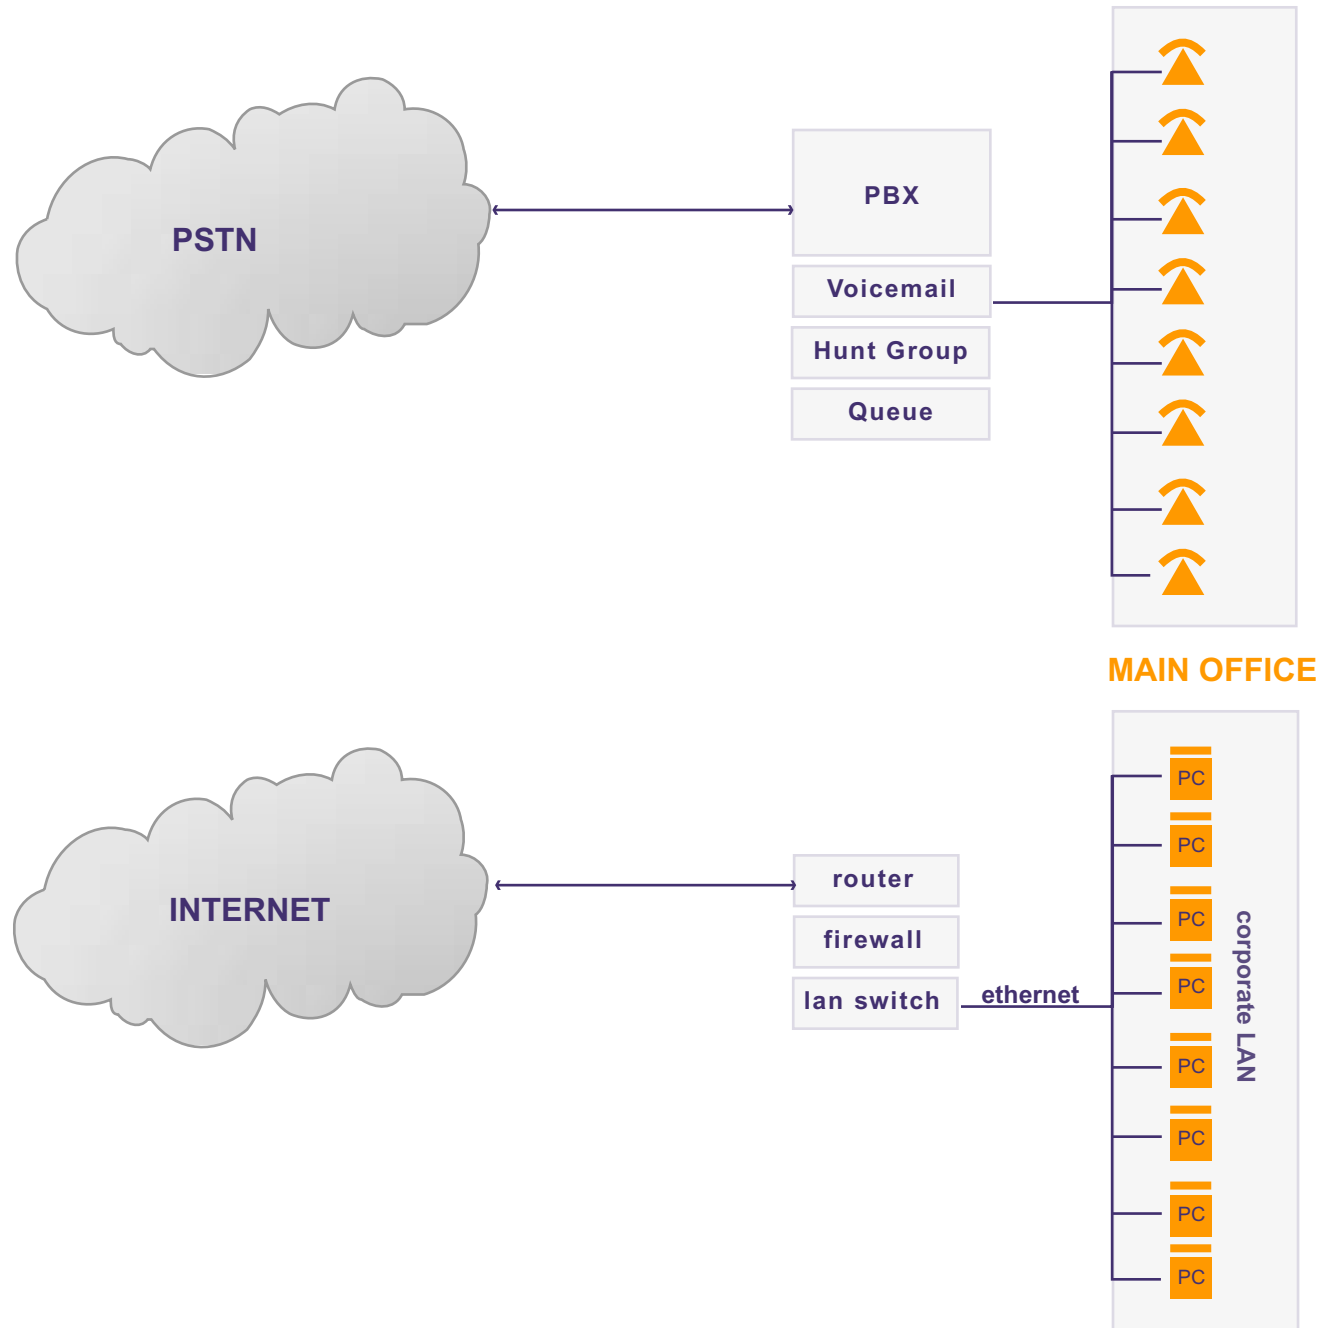 PSTN
PBX
Voicemail
Hunt Group
Queue
MAIN OFFICE
INTERNET
router
firewall
lan switch
ethernet
PC
PC
PC
PC
PC
PC
PC
PC
corporate LAN